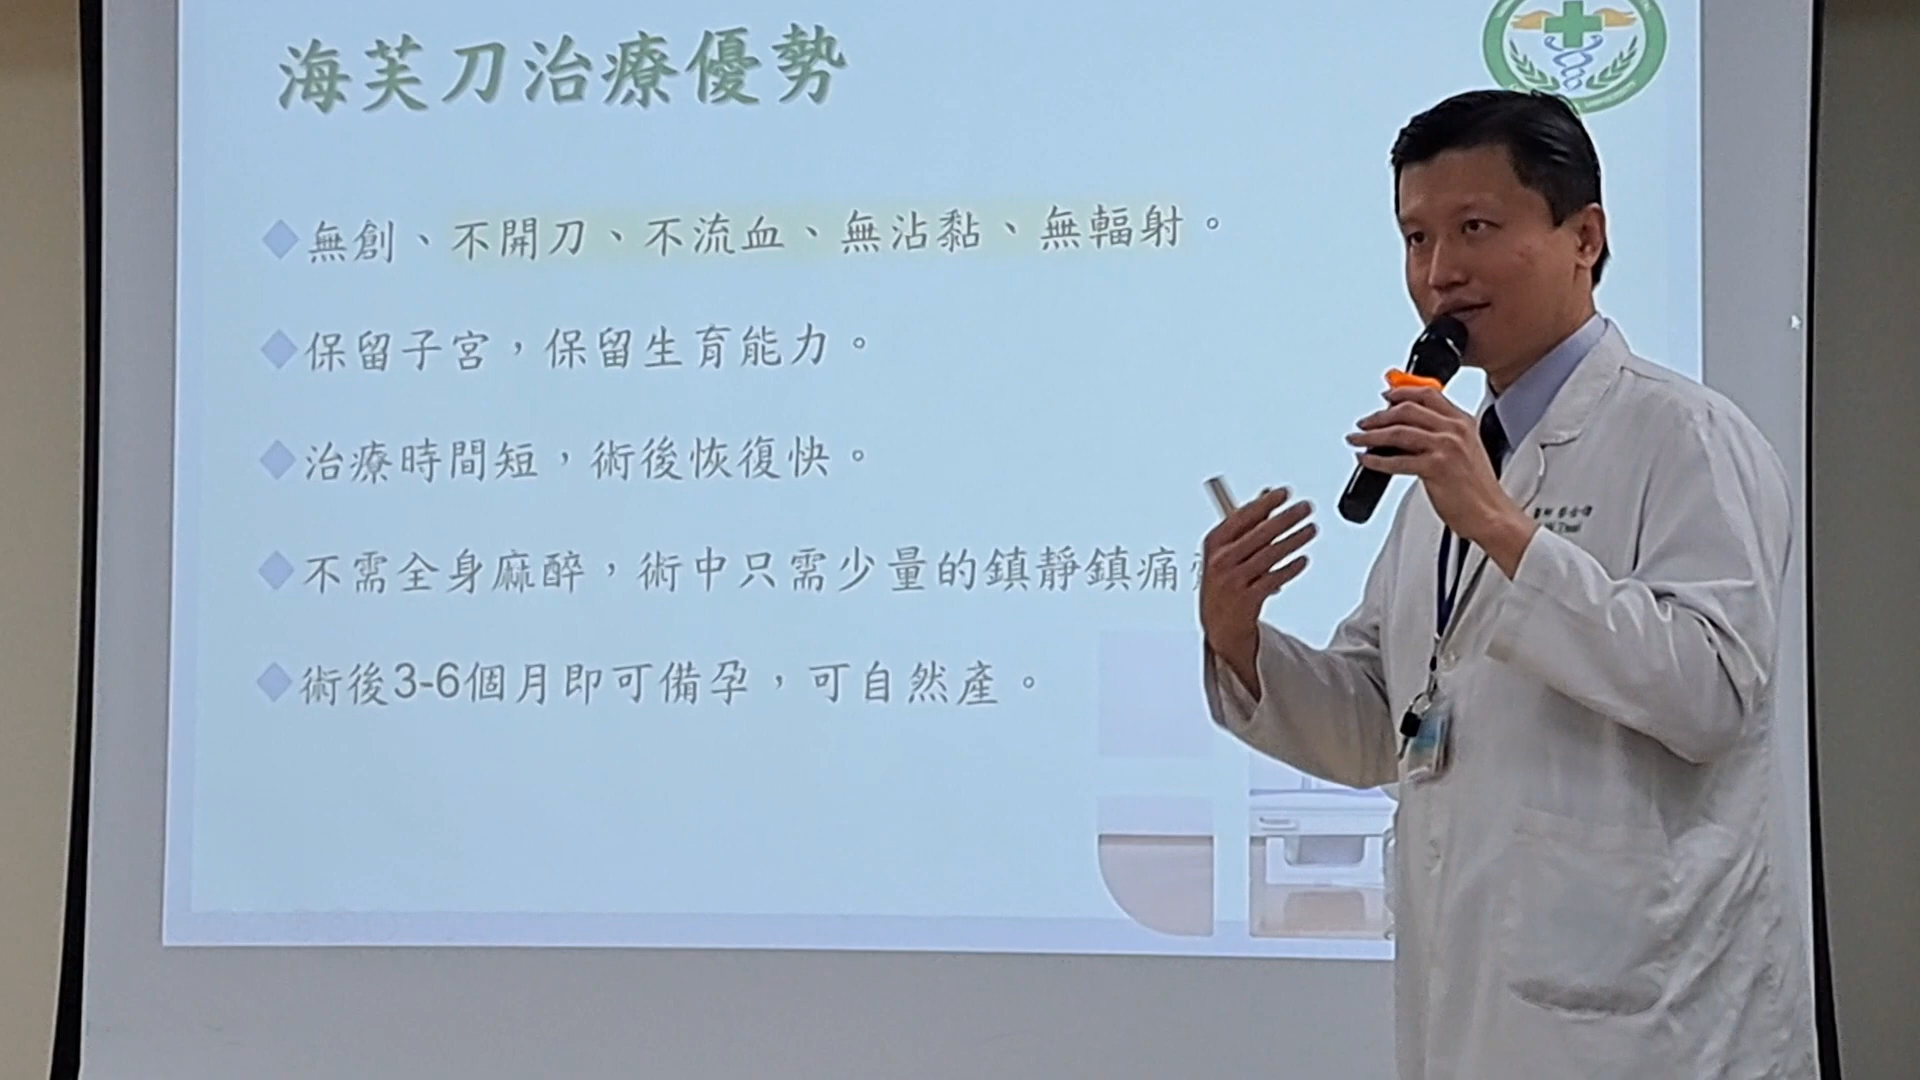 海芙刀治療優勢
無創、不開刀、不流血、無沾黏、無輻射。
保留子宮,保留生育能力。
治療時間短,術後恢復快。
不需全身麻醉,術中只需少量的鎮靜鎮痛
術後3-6個月即可備孕,可自然產。